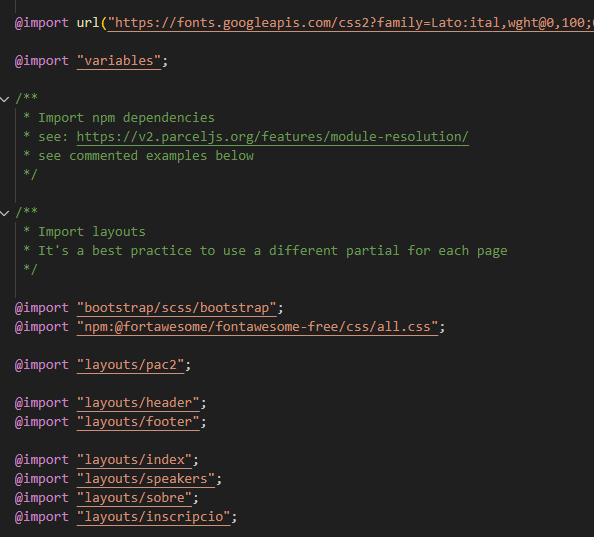 @import url("https://fonts.googleapis.com/css2?family=Lato:ital,wght@0,100;
@import "variables";
/**
* Import npm dependencies
* see: https://v2.parceljs.org/features/module-resolution/
* see commented examples below
*/
/**
* Import layouts
* It's a best practice to use a different partial for each page
*/
@import "bootstrap/scss/bootstrap";
@import "npm:@fortawesome/fontawesome-free/css/all.css";
@import "layouts/pac2";
@import "layouts/header";
@import "layouts/footer";
@import "layouts/index";
@import "layouts/speakers";
@import "layouts/sobre";
@import "layouts/inscripcio";